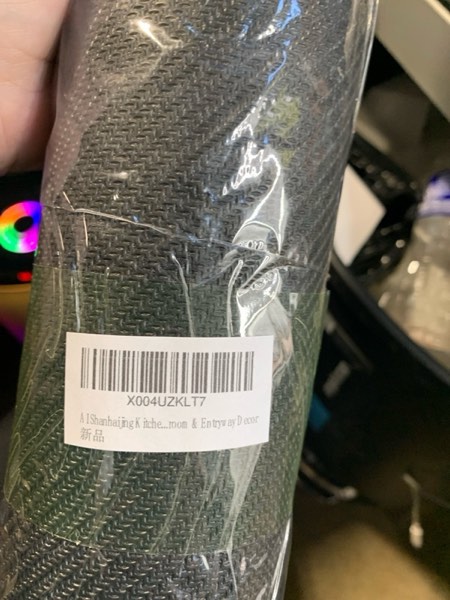 X004UZKLT7
AIShanhaijing Kitche...room & Entryway Decor
新品